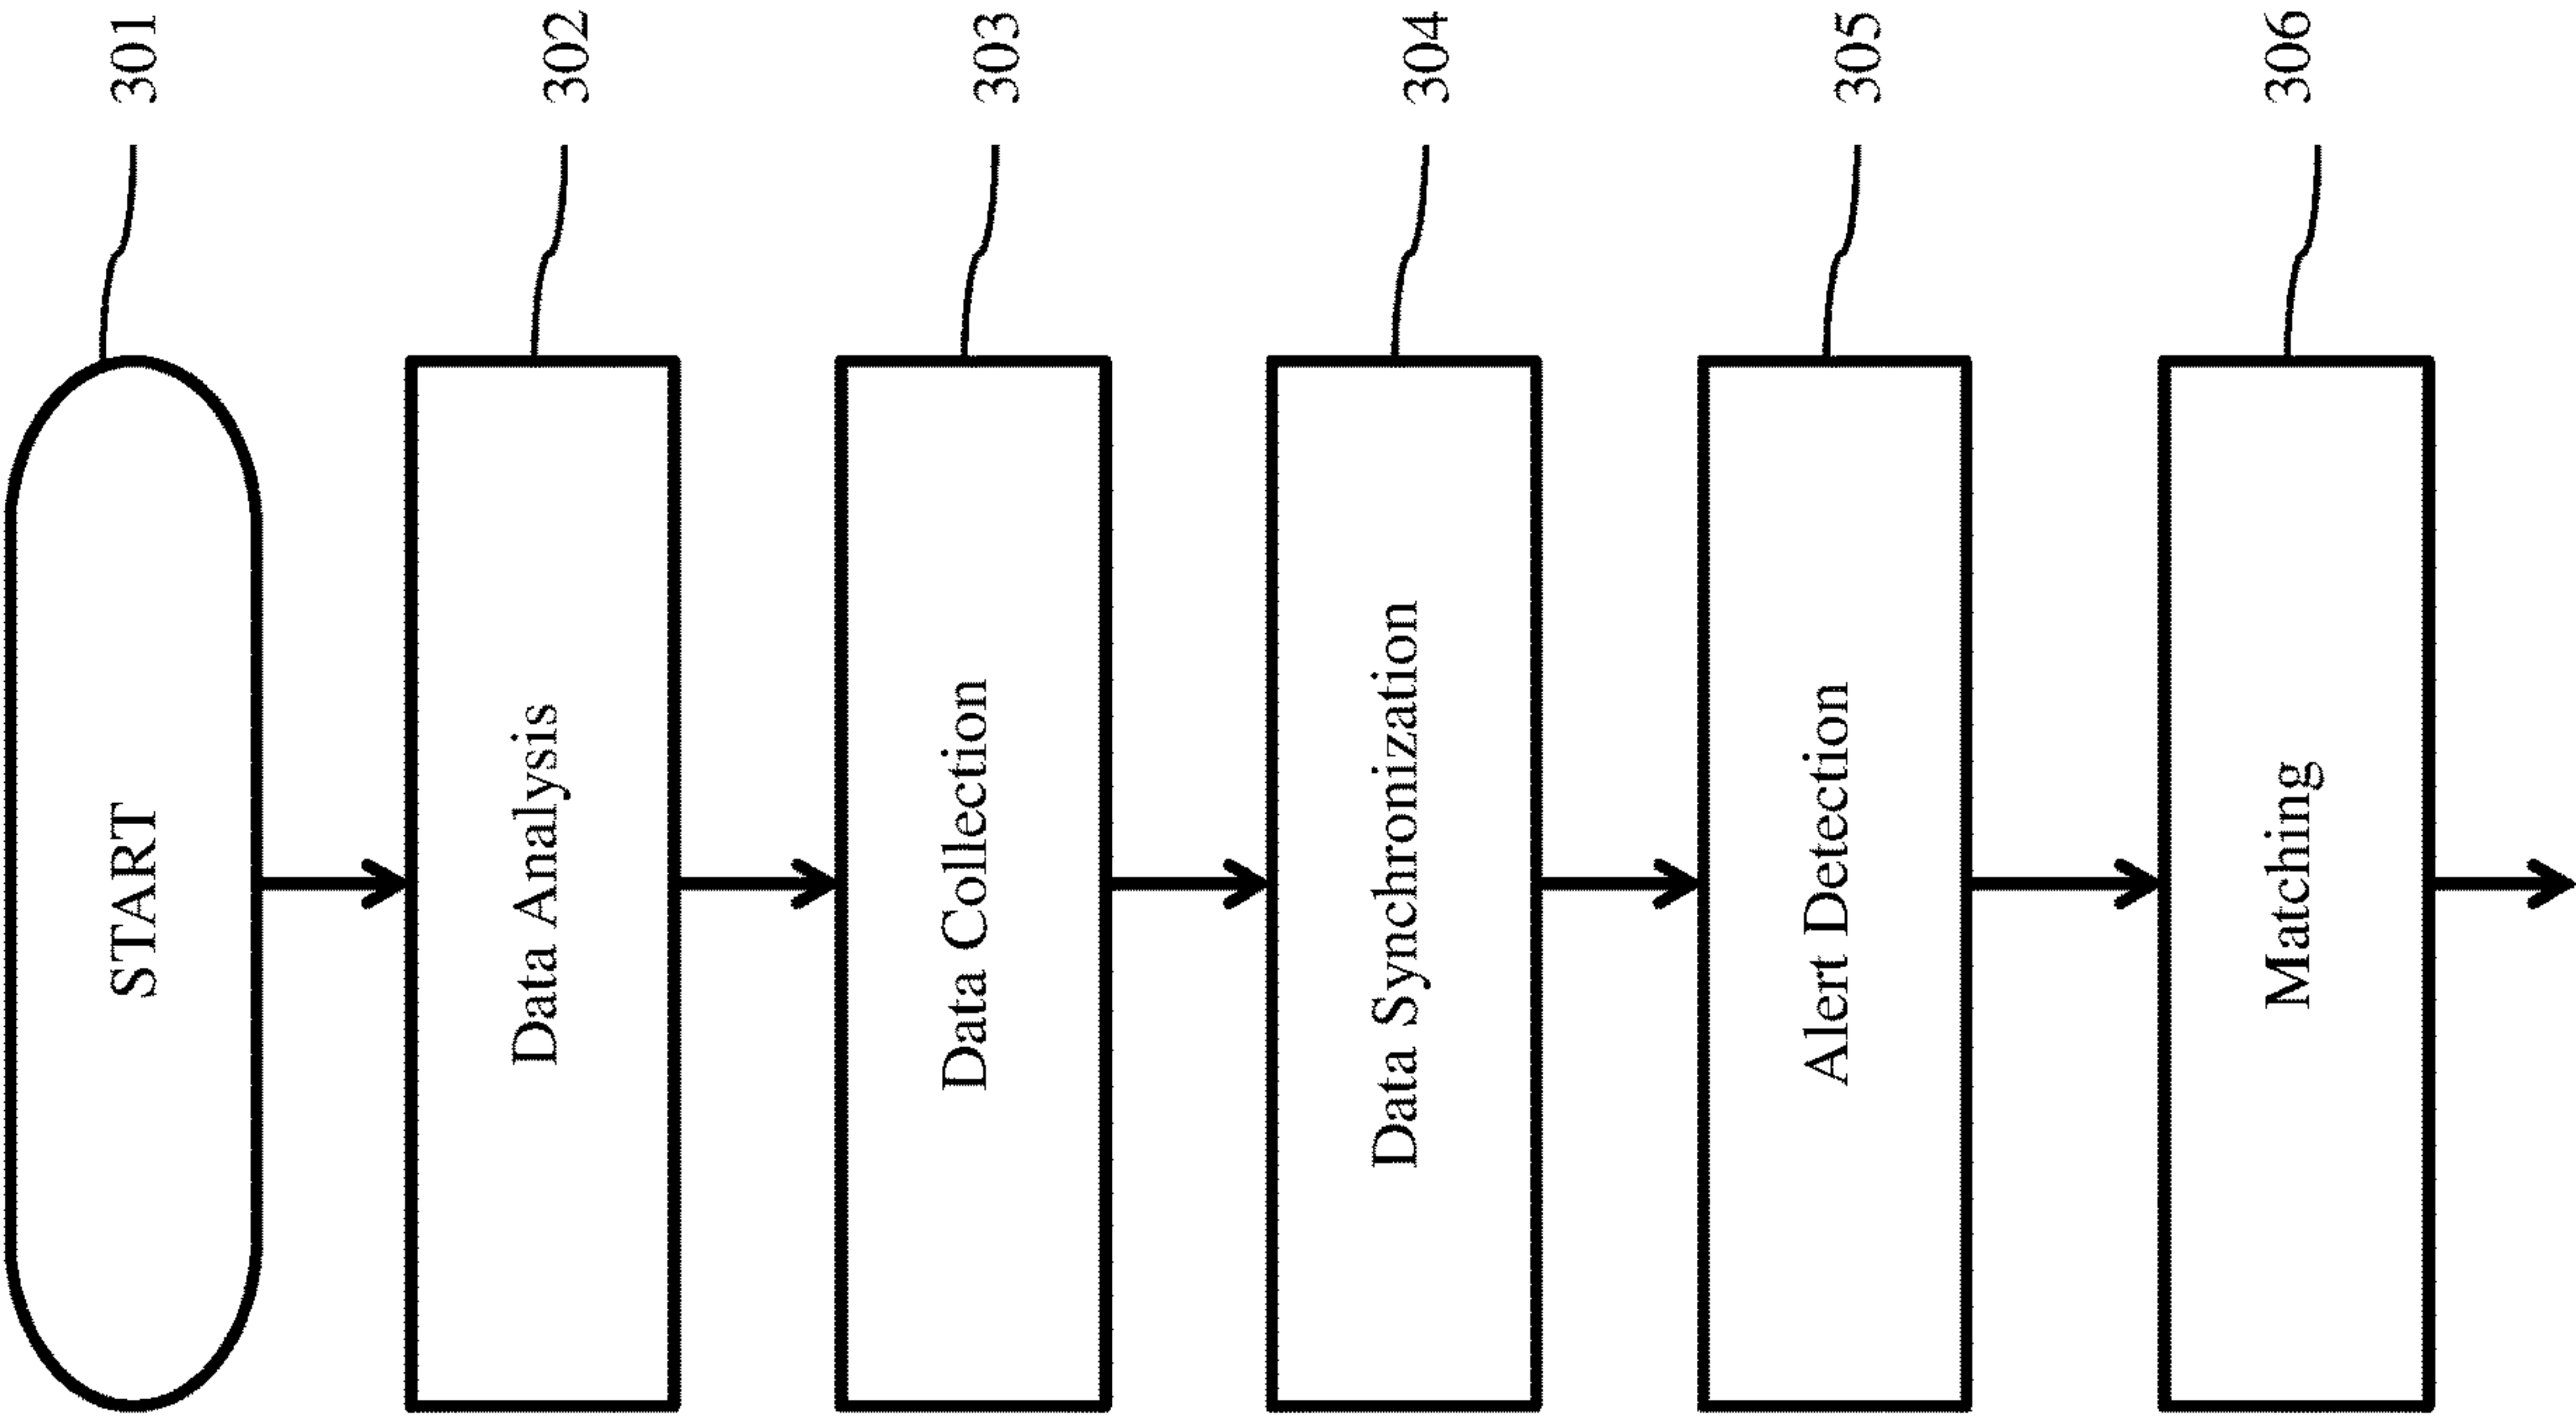 START
301
Data Analysis
302
Data Collection
303
Data Synchronization
304
Alert Detection
305
Matching
306